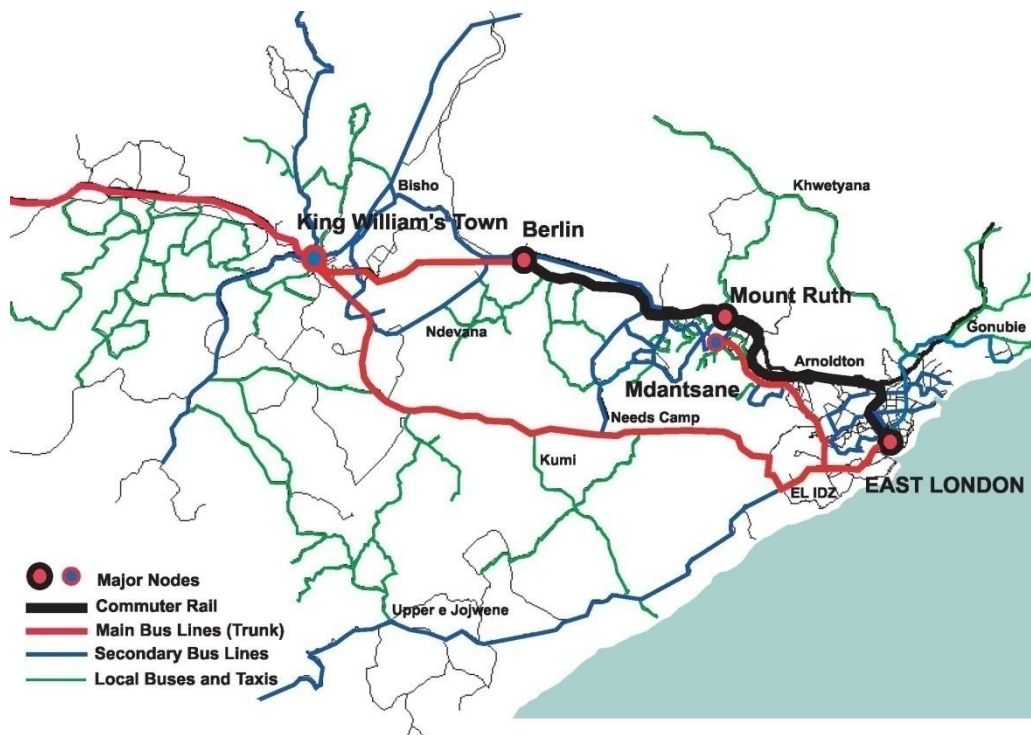 Khwetyana
Bisho
King William's Town
Berlin
Mount Ruth
Gonubie
Ndevana
Arnoldton
Mdantsane
Needs Camp
Kumi
EL IDZ
EAST LONDON
Upper e Jojwene
Major Nodes
Commuter Rail
Main Bus Lines (Trunk)
Secondary Bus Lines
Local Buses and Taxis